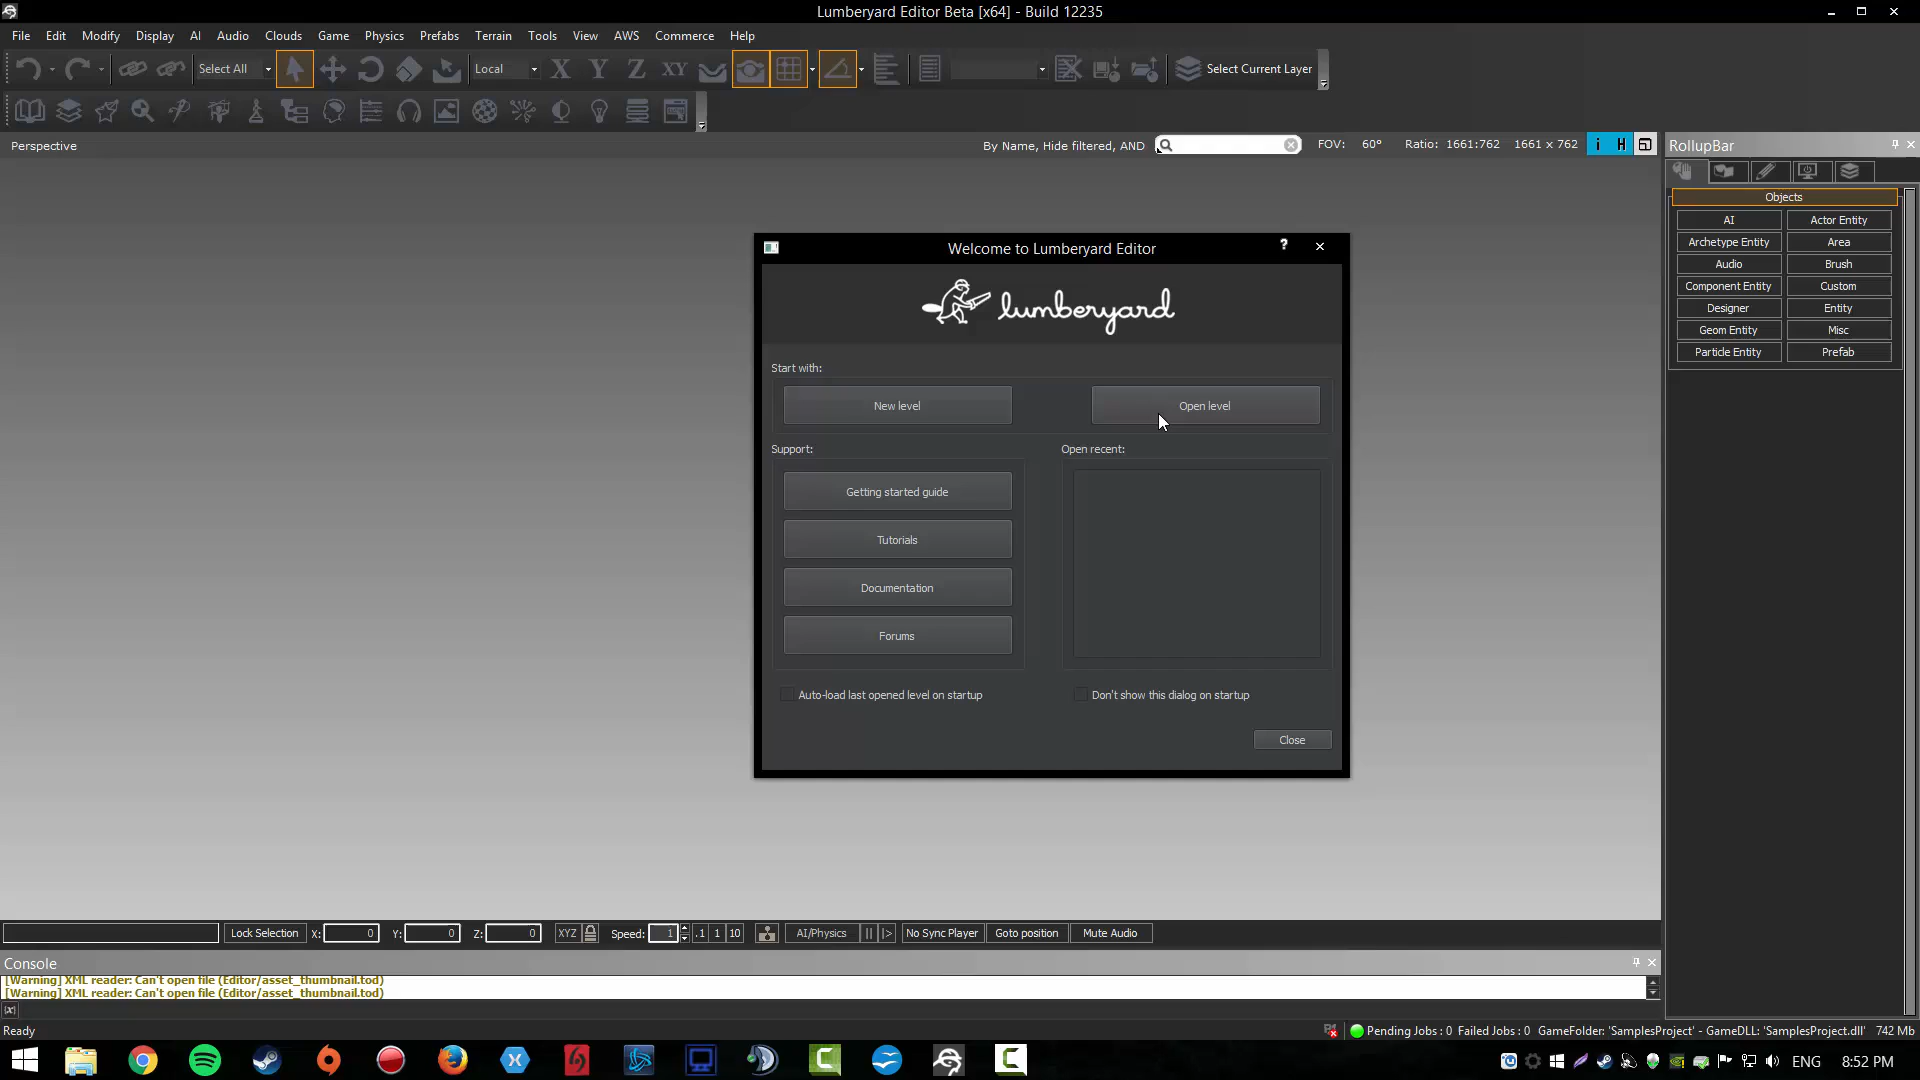 Lumberyard Editor Beta [x64] - Build 12235
File Edit Modify Display AI Audio Clouds Game Physics Prefabs Terrain Tools View AWS Commerce Help
Select All Local X Y Z XY Select Current Layer
Perspective By Name, Hide filtered, AND FOV: 60° Ratio: 1661:762 1661 x 762 i H RollupBar
Objects
AI Actor Entity
Archetype Entity Area
Audio Brush
Component Entity Custom
Designer Entity
Geom Entity Misc
Particle Entity Prefab
Welcome to Lumberyard Editor ?
lumberyard
Start with:
New level Open level
Support: Open recent:
Getting started guide
Tutorials
Documentation
Forums
Auto-load last opened level on startup Don't show this dialog on startup
Close
Lock Selection X: 0 Y: 0 Z: 0 XYZ Speed: 1 .1 1 10 AI/Physics No Sync Player Goto position Mute Audio
Console
[Warning] XML reader: Can't open file (Editor/asset_thumbnail.tod)
[Warning] XML reader: Can't open file (Editor/asset_thumbnail.tod)
Ready Pending Jobs : 0 Failed Jobs : 0 GameFolder: 'SamplesProject' - GameDLL: 'SamplesProject.dll' 742 Mb
ENG 8:52 PM